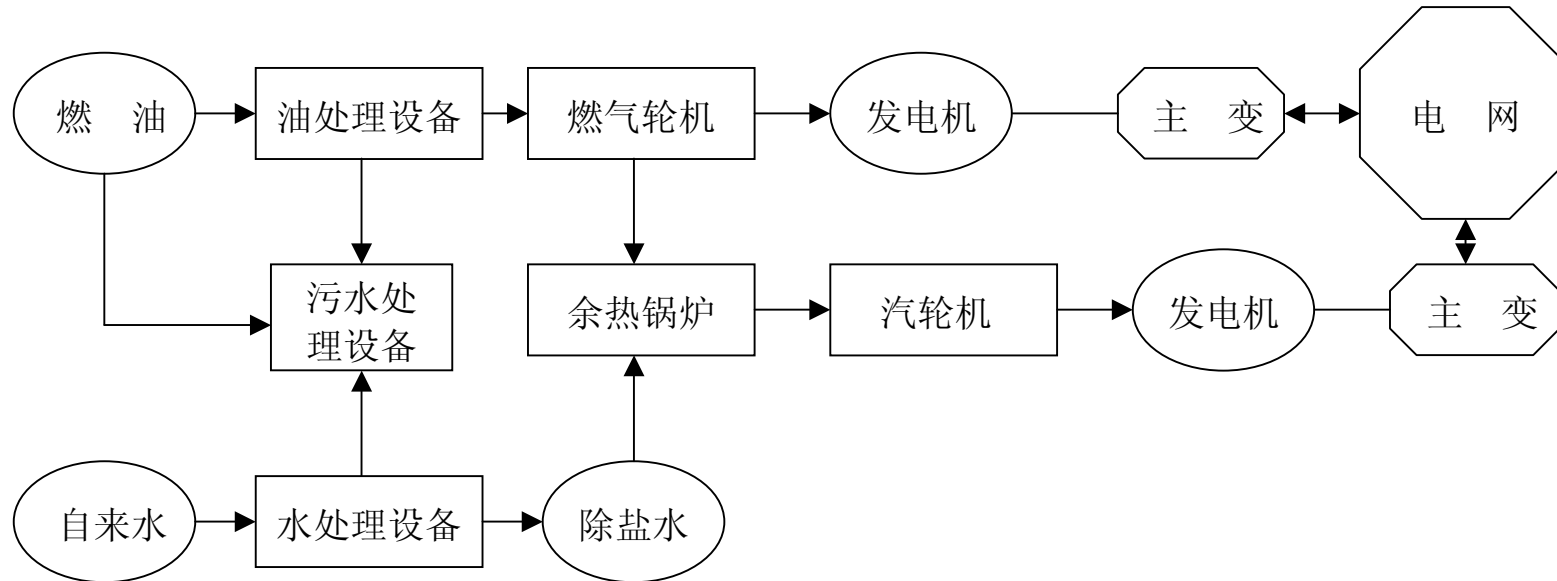 燃 油
油处理设备
燃气轮机
发电机
主 变
电 网
污水处
理设备
余热锅炉
汽轮机
发电机
主 变
自来水
水处理设备
除盐水